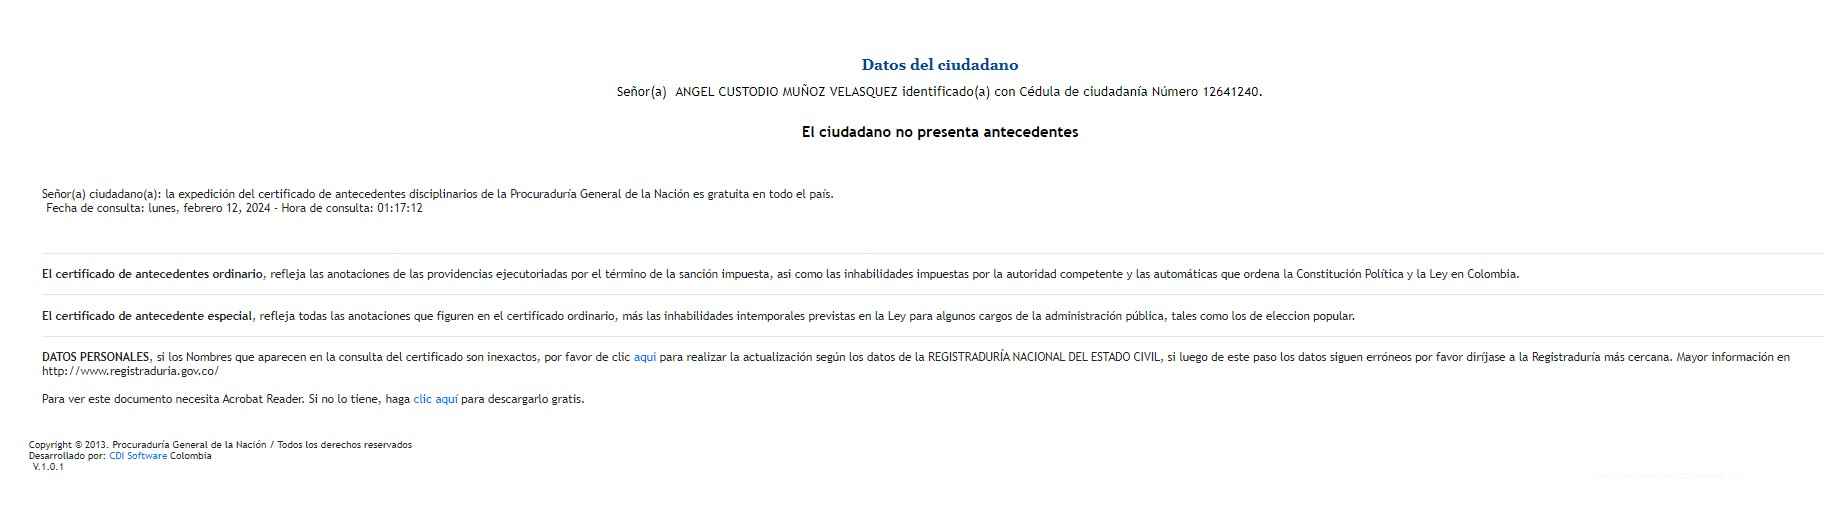 Datos del ciudadano
Señor(a) ANGEL CUSTODIO MUÑOZ VELASQUEZ identificado(a) con Cédula de ciudadanía Número 12641240.
El ciudadano no presenta antecedentes
Señor(a) ciudadano(a): la expedición del certificado de antecedentes disciplinarios de la Procuraduría General de la Nación es gratuita en todo el país.
Fecha de consulta: lunes, febrero 12, 2024 - Hora de consulta: 01:17:12
El certificado de antecedentes ordinario, refleja las anotaciones de las providencias ejecutoriadas por el término de la sanción impuesta, asi como las inhabilidades impuestas por la autoridad competente y las automáticas que ordena la Constitución Política y la Ley en Colombia.
El certificado de antecedente especial, refleja todas las anotaciones que figuren en el certificado ordinario, más las inhabilidades intemporales previstas en la Ley para algunos cargos de la administración pública, tales como los de eleccion popular.
DATOS PERSONALES, si los Nombres que aparecen en la consulta del certificado son inexactos, por favor de clic aqui para realizar la actualización según los datos de la REGISTRADURÍA NACIONAL DEL ESTADO CIVIL, si luego de este paso los datos siguen erróneos por favor diríjase a la Registraduría más cercana. Mayor información en
http://www.registraduria.gov.co/
Para ver este documento necesita Acrobat Reader. Si no lo tiene, haga clic aquí para descargarlo gratis.
Copyright © 2013. Procuraduría General de la Nación / Todos los derechos reservados
Desarrollado por: CDI Software Colombia
V.1.0.1